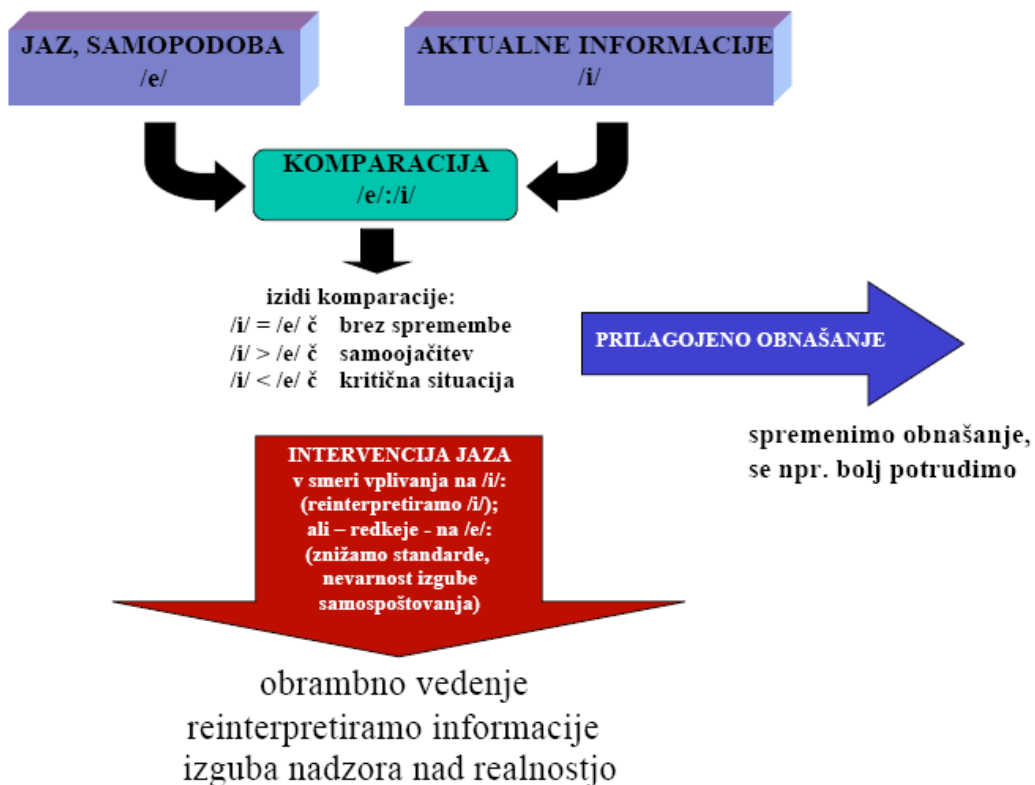 JAZ, SAMOPODOBA
/e/
AKTUALNE INFORMACIJE
/i/
KOMPARACIJA
/e/:/i/
izidi komparacije:
/i/ = /e/ č brez spremembe
/i/ > /e/ č samoojačitev
/i/ < /e/ č kritična situacija
PRILAGOJENO OBNAŠANJE
spremenimo obnašanje,
se npr. bolj potrudimo
INTERVENCIJA JAZA
v smeri vplivanja na /i/:
(reinterpretiramo /i/);
ali – redkeje - na /e/:
(znižamo standarde,
nevarnost izgube
samospoštovanja)
obrambno vedenje
reinterpretiramo informacije
izguba nadzora nad realnostjo